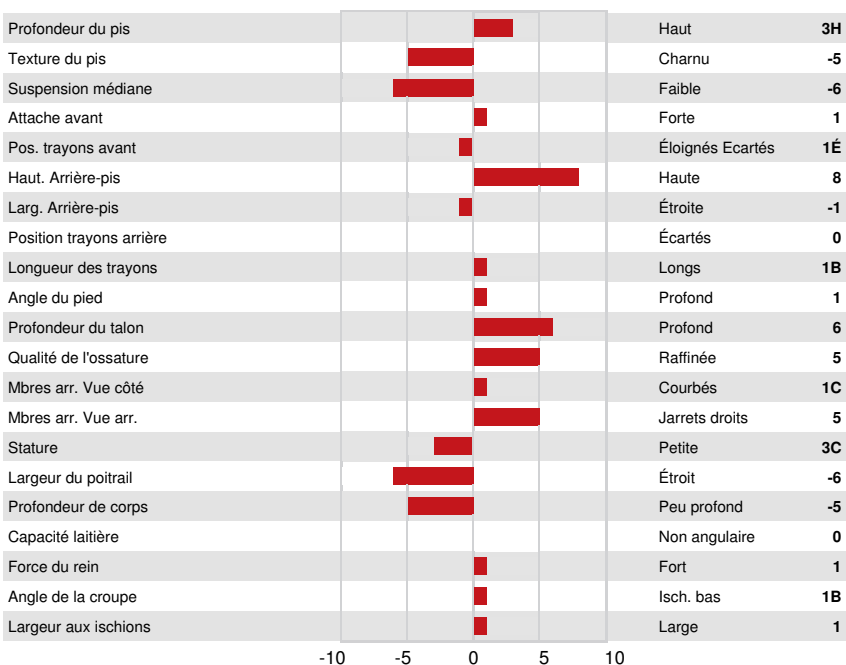 Profondeur du pis Haut 3H
Texture du pis Charnu -5
Suspension médiane Faible -6
Attache avant Forte 1
Pos. trayons avant Éloignés Ecartés 1É
Haut. Arrière-pis Haute 8
Larg. Arrière-pis Étroite -1
Position trayons arrière Écartés 0
Longueur des trayons Longs 1B
Angle du pied Profond 1
Profondeur du talon Profond 6
Qualité de l'ossature Raffinée 5
Mbres arr. Vue côté Courbés 1C
Mbres arr. Vue arr. Jarrets droits 5
Stature Petite 3C
Largeur du poitrail Étroit -6
Profondeur de corps Peu profond -5
Capacité laitière Non angulaire 0
Force du rein Fort 1
Angle de la croupe Isch. bas 1B
Largeur aux ischions Large 1
-10 -5 0 5 10